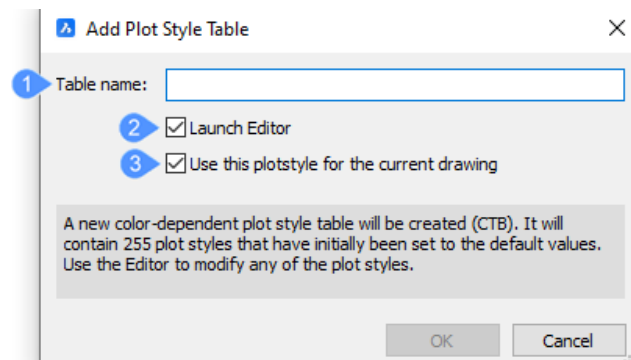 Add Plot Style Table
1 Table name:
2 Launch Editor
3 Use this plotstyle for the current drawing
A new color-dependent plot style table will be created (CTB). It will
contain 255 plot styles that have initially been set to the default values.
Use the Editor to modify any of the plot styles.
OK Cancel